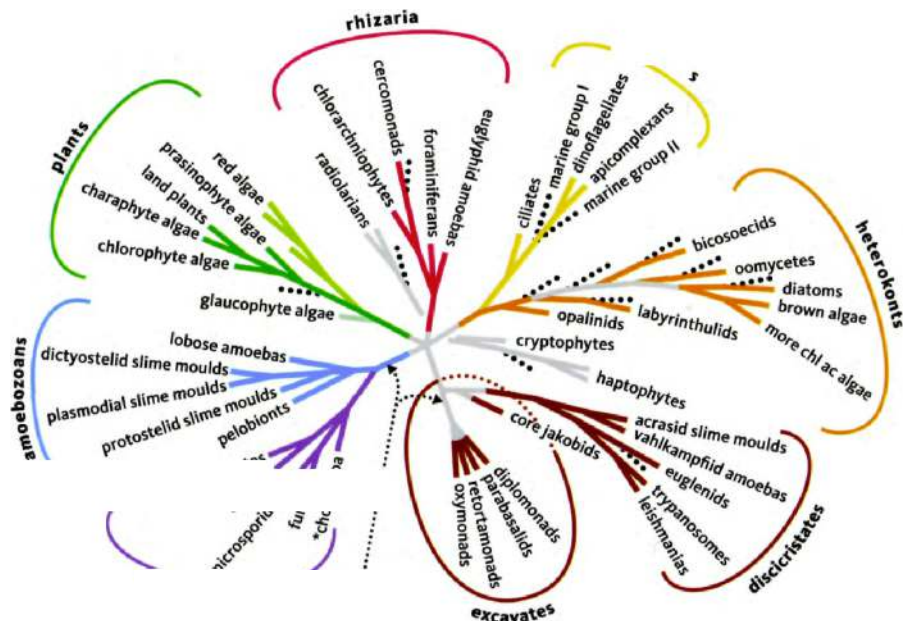 rhizaria
plants
red algae
prasinophyte algae
land plants
charaphyte algae
chlorophyte algae
glaucophyte algae
radiolarians
chlorarchniophytes
cercomonads
foraminiferans
euglyphid amoebas
s
ciliates
marine group I
dinoflagellates
apicomplexans
marine group II
heterokonts
bicosoecids
oomycetes
diatoms
brown algae
more chl ac algae
labyrinthulids
opalinids
cryptophytes
haptophytes
amoebozoans
lobose amoebas
dictyostelid slime moulds
plasmodial slime moulds
protostelid slime moulds
pelobionts
discicristates
acrasid slime moulds
vahlkampfiid amoebas
euglenids
trypanosomes
leishmanias
core jakobids
excavates
diplomonads
parabasalids
retortamonads
oxymonads